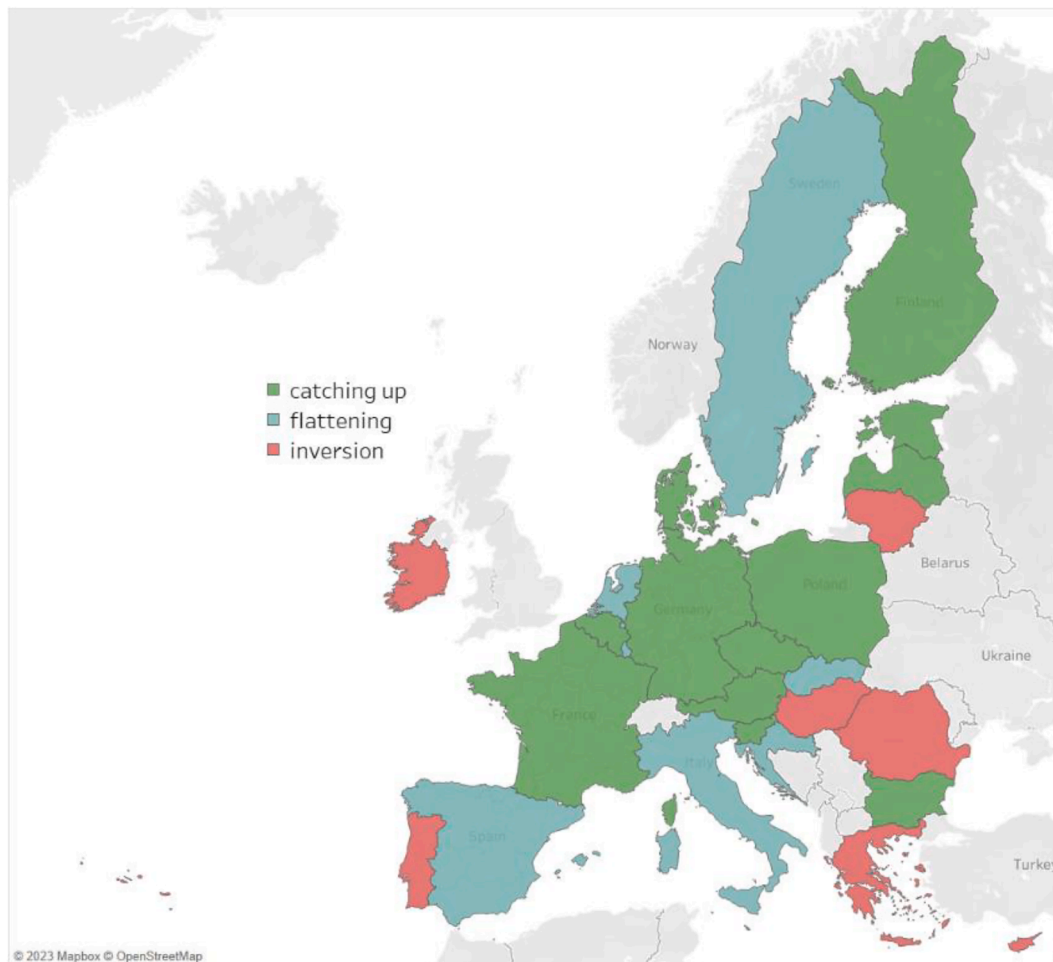 Sweden
Finland
Norway
catching up
flattening
inversion
Belarus
Poland
Germany
Ukraine
France
Italy
Spain
Turkey
© 2023 Mapbox © OpenStreetMap